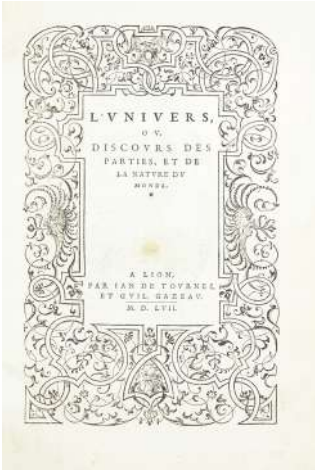 L'VNIVERS,
OV,
DISCOVRS DES
PARTIES, ET DE
LA NATVRE DV
MONDE.
*
A LION,
PAR IAN DE TOVRNES,
ET GVIL. GAZEAV.
M. D. LVII.